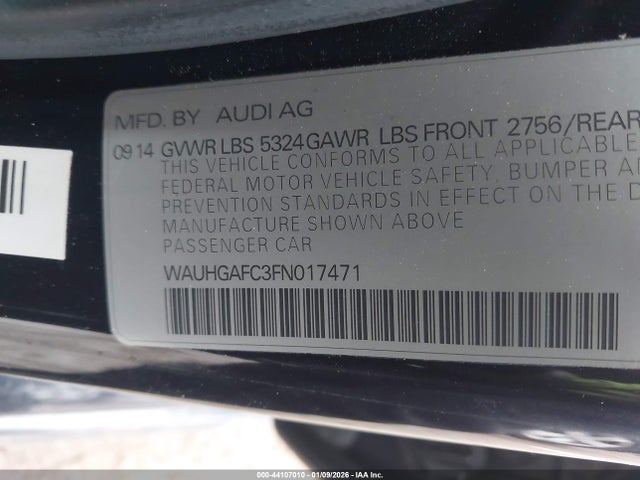 MFD. BY AUDI AG
09 14 GVWR LBS 5324 GAWR LBS FRONT 2756/REAR
THIS VEHICLE CONFORMS TO ALL APPLICABLE
FEDERAL MOTOR VEHICLE SAFETY, BUMPER
PREVENTION STANDARDS IN EFFECT ON THE
MANUFACTURE SHOWN ABOVE
PASSENGER CAR
WAUHGAFC3FN017471
000-44107010 - 01/09/2026 - IAA Inc.